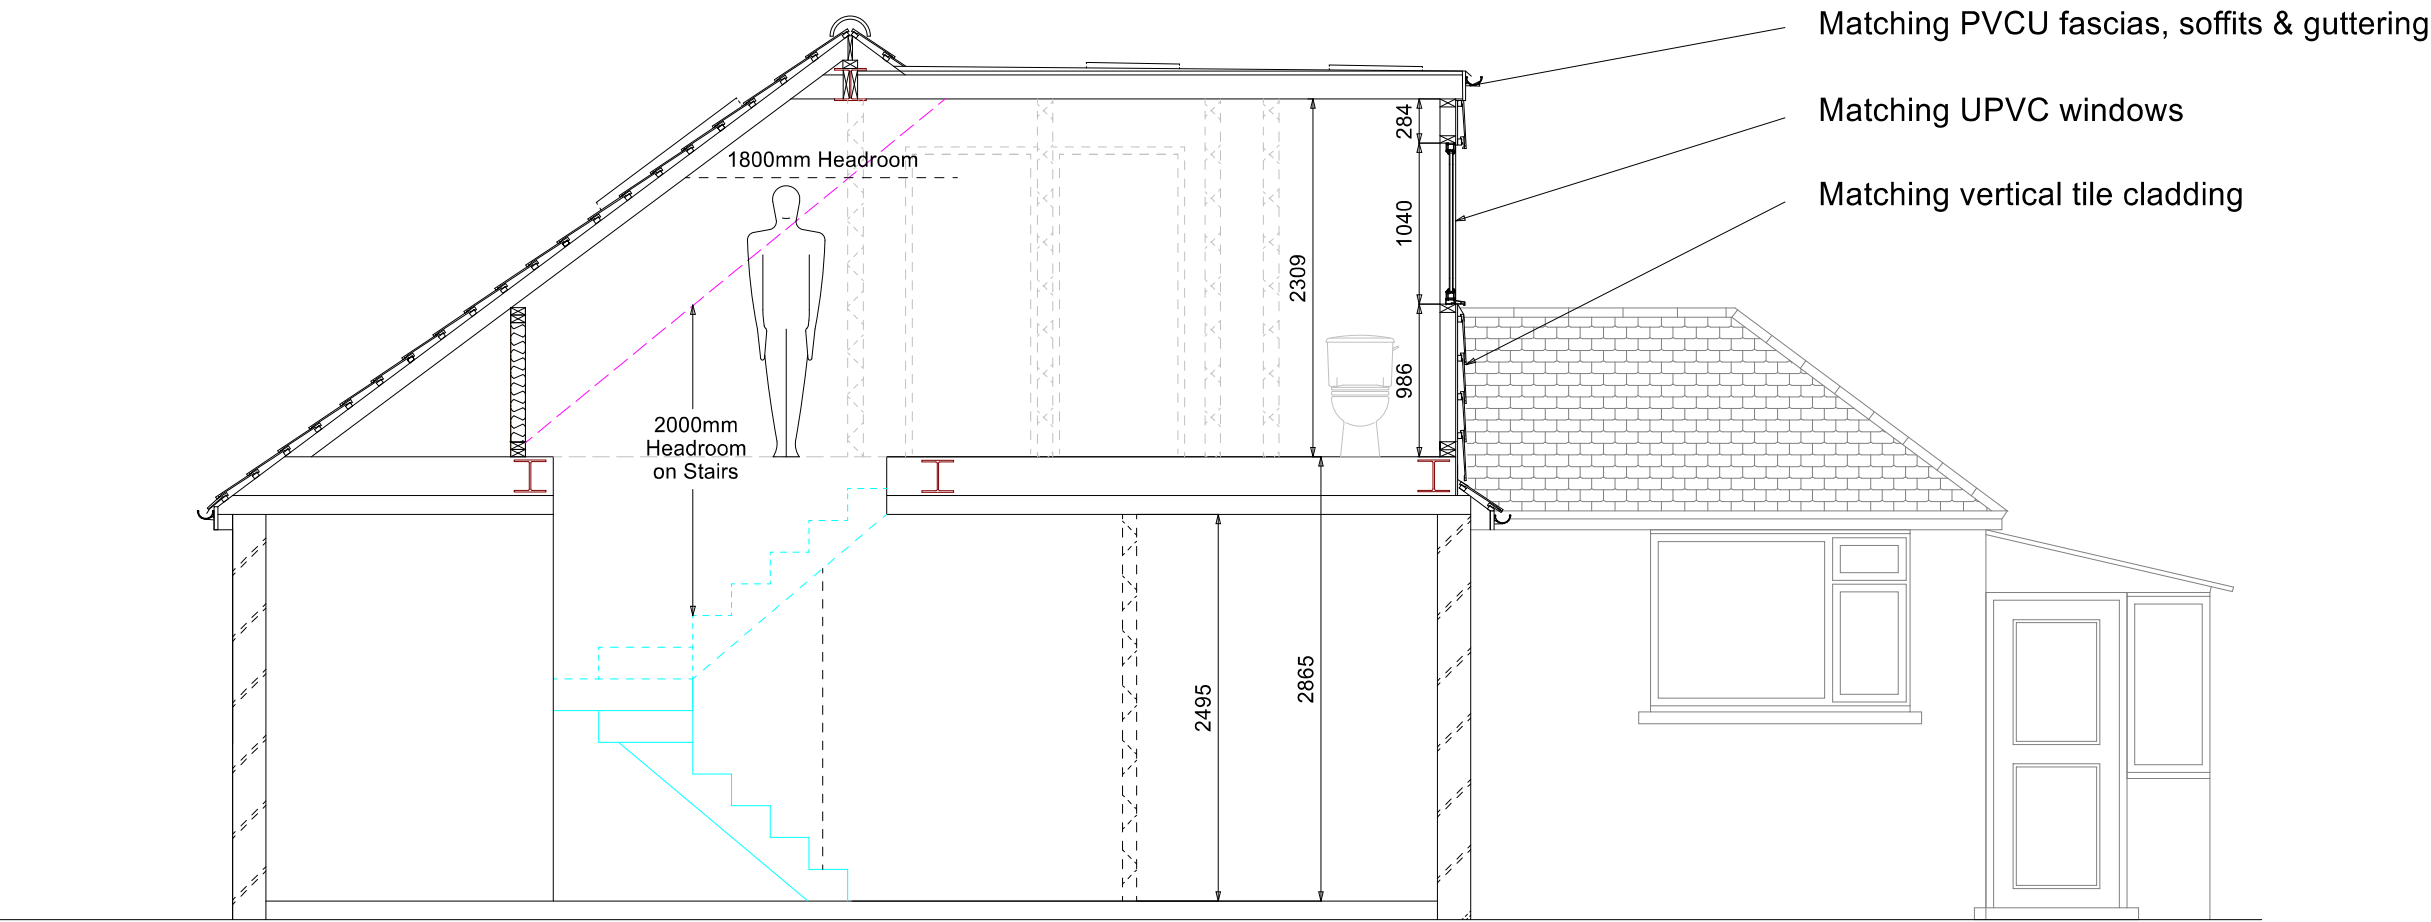 Matching PVCU fascias, soffits & guttering
Matching UPVC windows
Matching vertical tile cladding
1800mm Headroom
284
1040
2309
986
2000mm
Headroom
on Stairs
2495
2865